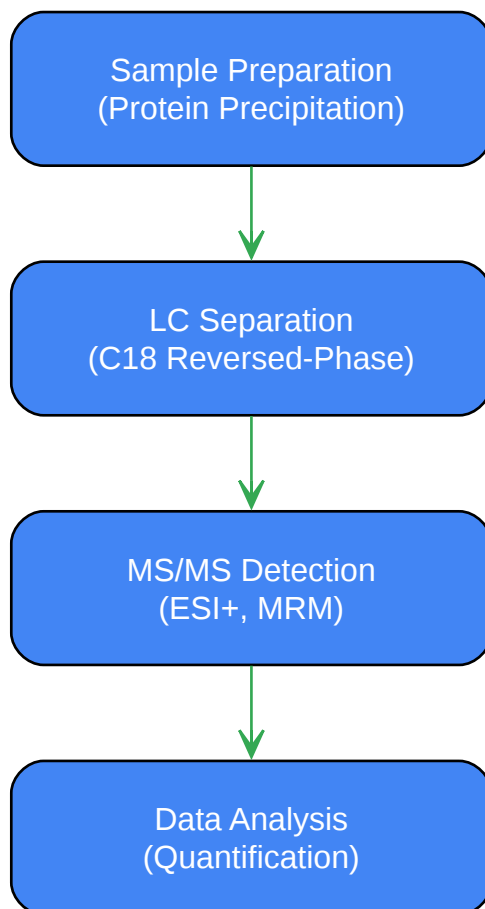 Sample Preparation
(Protein Precipitation)
LC Separation
(C18 Reversed-Phase)
MS/MS Detection
(ESI+, MRM)
Data Analysis
(Quantification)